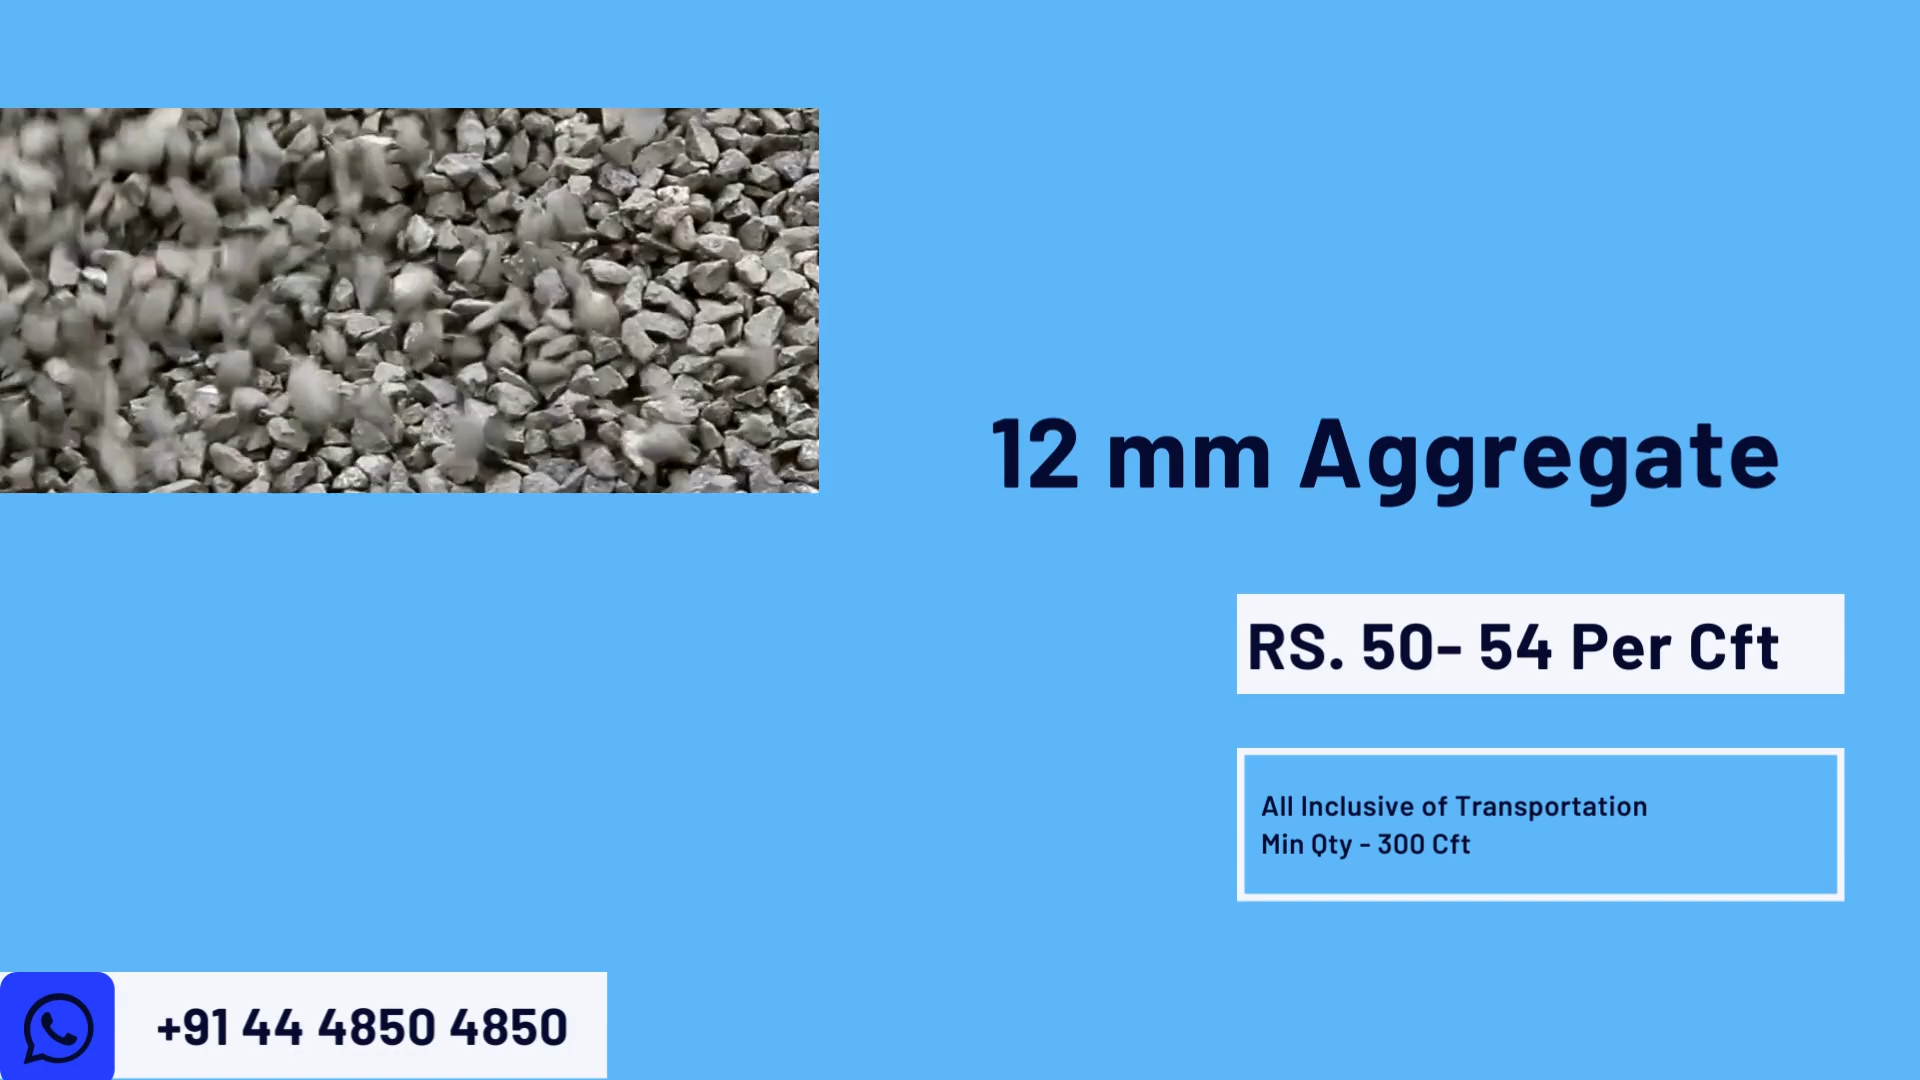 12 mm Aggregate
RS. 50- 54 Per Cft
All Inclusive of Transportation
Min Qty - 300 Cft
+91 44 4850 4850